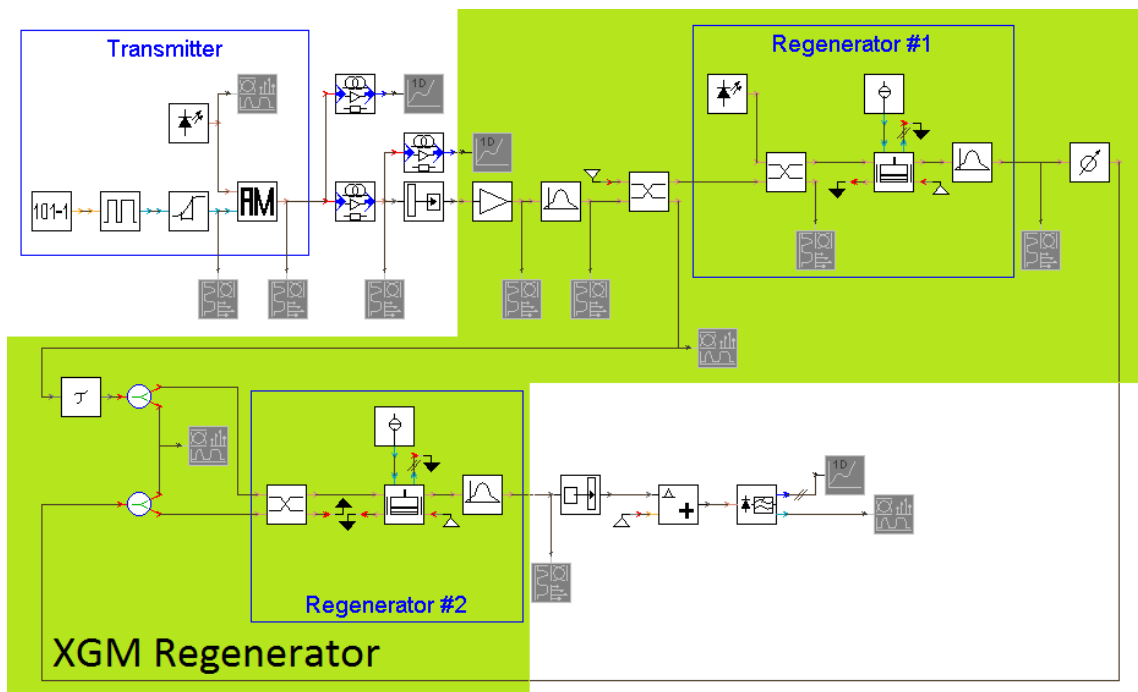 Transmitter
Regenerator #1
1D
1D
101-1
AM
τ
1D
Regenerator #2
XGM Regenerator